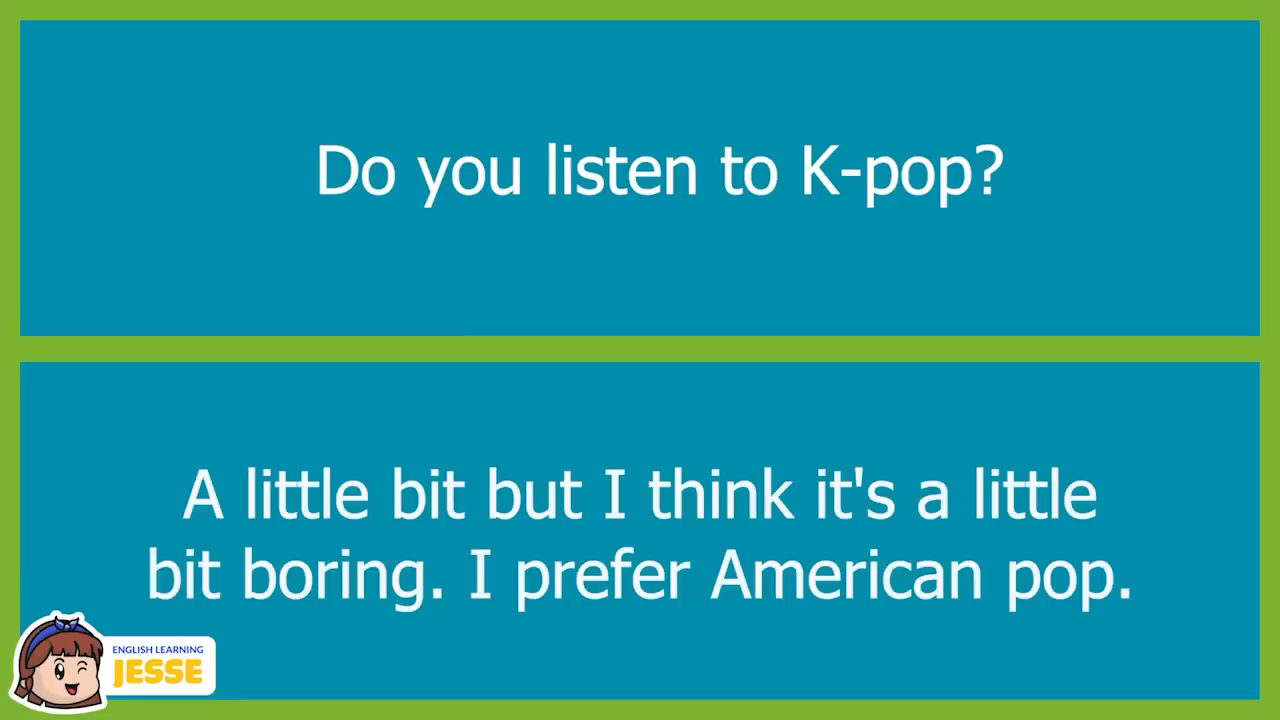 Do you listen to K-pop?
A little bit but I think it's a little
bit boring. I prefer American pop.
ENGLISH LEARNING
JESSE